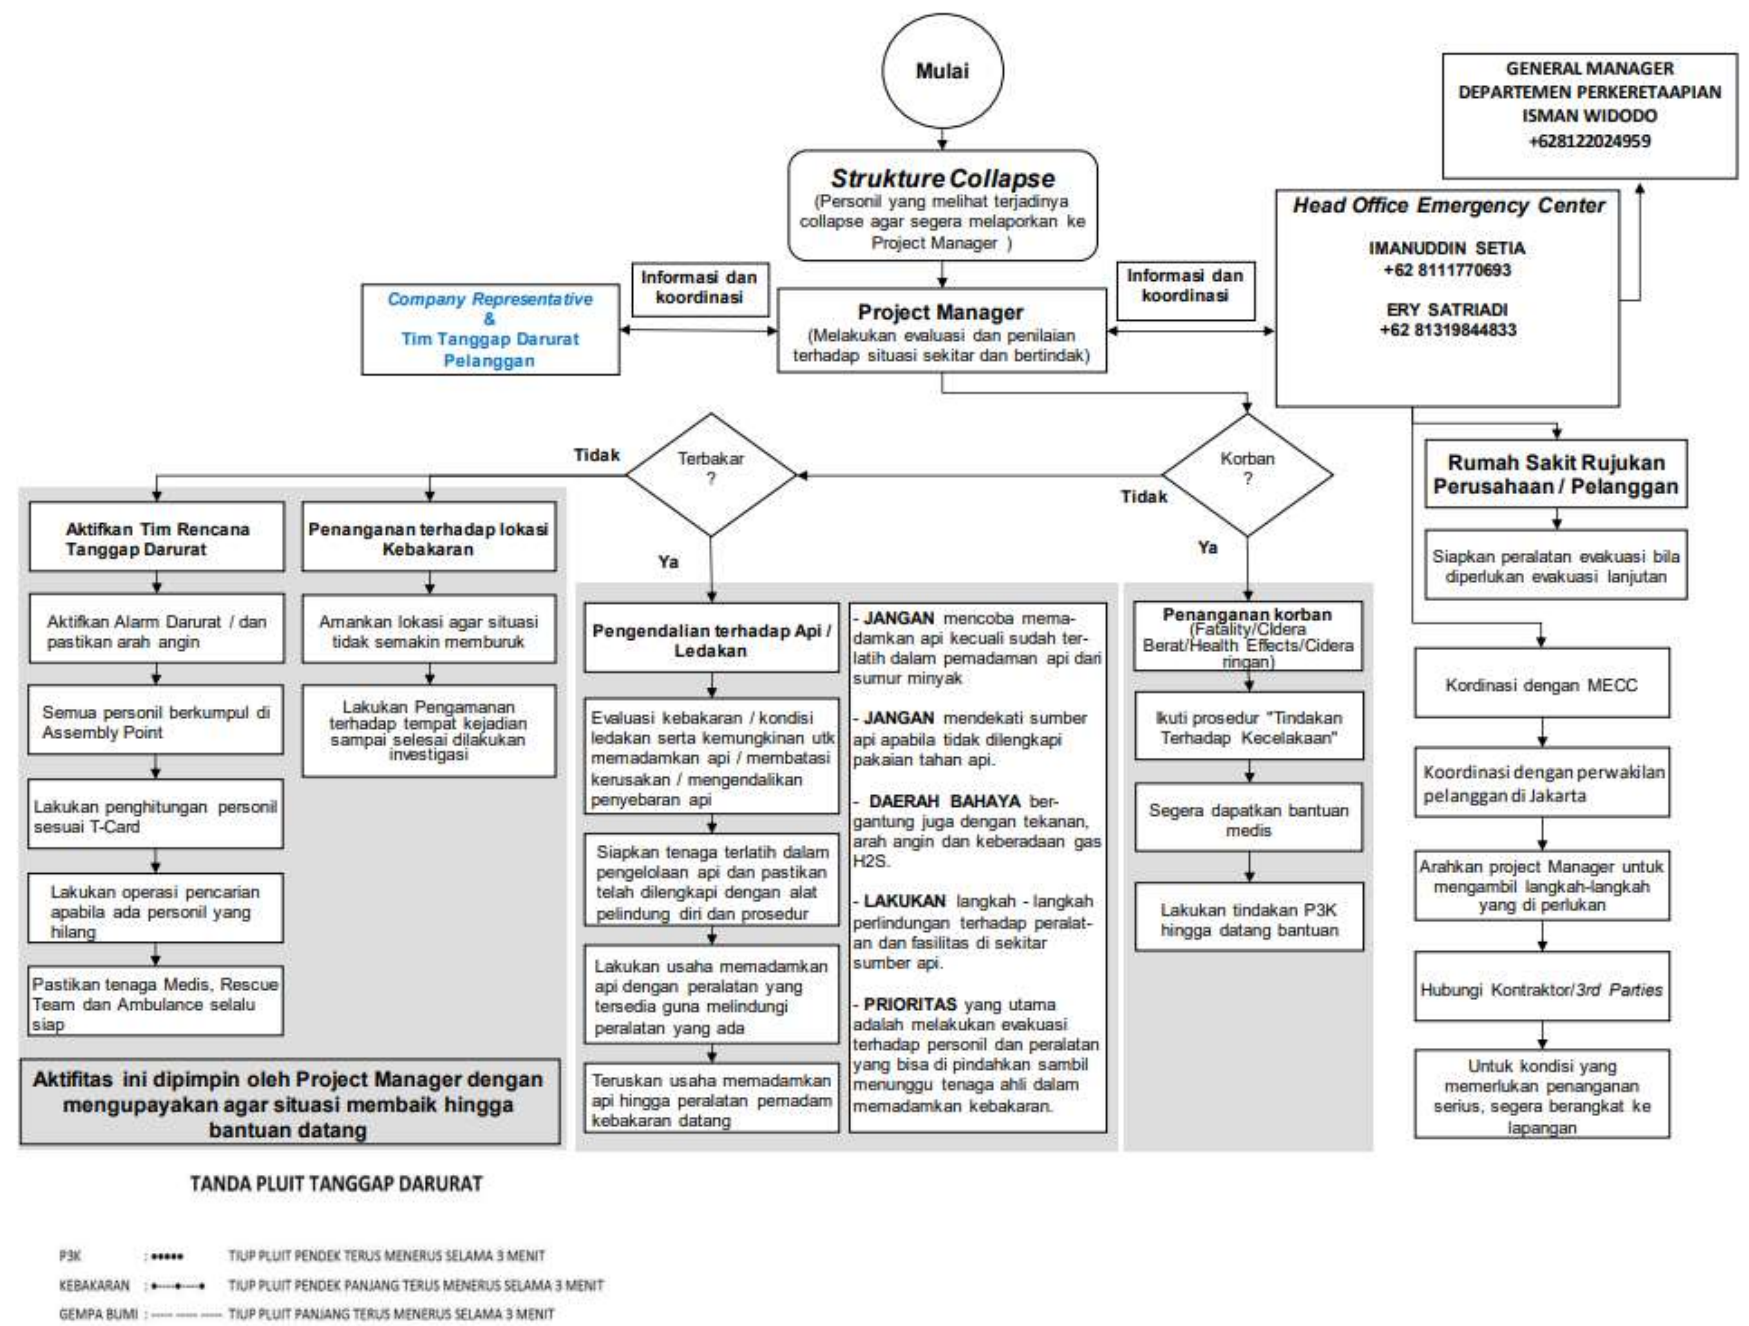 Mulai
GENERAL MANAGER
DEPARTEMEN PERKERETAAPIAN
ISMAN WIDODO
+628122024959
Strukture Collapse
(Personil yang melihat terjadinya
collapse agar segera melaporkan ke
Project Manager )
Head Office Emergency Center
IMANUDDIN SETIA
+62 8111770693
ERY SATRIADI
+62 81319844833
Informasi dan
koordinasi
Informasi dan
koordinasi
Company Representative
&
Tim Tanggap Darurat
Pelanggan
Project Manager
(Melakukan evaluasi dan penilaian
terhadap situasi sekitar dan bertindak)
Tidak
Terbakar
?
Ya
Tidak
Korban
?
Ya
Aktifkan Tim Rencana
Tanggap Darurat
Aktifkan Alarm Darurat / dan
pastikan arah angin
Semua personil berkumpul di
Assembly Point
Lakukan penghitungan personil
sesuai T-Card
Lakukan operasi pencarian
apabila ada personil yang
hilang
Pastikan tenaga Medis, Rescue
Team dan Ambulance selalu
siap
Penanganan terhadap lokasi
Kebakaran
Amankan lokasi agar situasi
tidak semakin memburuk
Lakukan Pengamanan
terhadap tempat kejadian
sampai selesai dilakukan
investigasi
Aktifitas ini dipimpin oleh Project Manager dengan
mengupayakan agar situasi membaik hingga
bantuan datang
Pengendalian terhadap Api /
Ledakan
Evaluasi kebakaran / kondisi
ledakan serta kemungkinan utk
memadamkan api / membatasi
kerusakan / mengendalikan
penyebaran api
Siapkan tenaga terlatih dalam
pengelolaan api dan pastikan
telah dilengkapi dengan alat
pelindung diri dan prosedur
Lakukan usaha memadamkan
api dengan peralatan yang
tersedia guna melindungi
peralatan yang ada
Teruskan usaha memadamkan
api hingga peralatan pemadam
kebakaran datang
- JANGAN mencoba mema-
damkan api kecuali sudah ter-
latih dalam pemadaman api dari
sumur minyak
- JANGAN mendekati sumber
api apabila tidak dilengkapi
pakaian tahan api.
- DAERAH BAHAYA ber-
gantung juga dengan tekanan,
arah angin dan keberadaan gas
H2S.
- LAKUKAN langkah - langkah
perlindungan terhadap peralat-
an dan fasilitas di sekitar
sumber api.
- PRIORITAS yang utama
adalah melakukan evakuasi
terhadap personil dan peralatan
yang bisa di pindahkan sambil
menunggu tenaga ahli dalam
memadamkan kebakaran.
Penanganan korban
(Fatality/CIdera
Berat/Health Effects/Cidera
ringan)
Ikuti prosedur "Tindakan
Terhadap Kecelakaan"
Segera dapatkan bantuan
medis
Lakukan tindakan P3K
hingga datang bantuan
Rumah Sakit Rujukan
Perusahaan / Pelanggan
Siapkan peralatan evakuasi bila
diperlukan evakuasi lanjutan
Kordinasi dengan MECC
Koordinasi dengan perwakilan
pelanggan di Jakarta
Arahkan project Manager untuk
mengambil langkah-langkah
yang di perlukan
Hubungi Kontraktor/3rd Parties
Untuk kondisi yang
memerlukan penanganan
serius, segera berangkat ke
lapangan
TANDA PLUIT TANGGAP DARURAT
P3K : ●●●●● TIUP PLUIT PENDEK TERUS MENERUS SELAMA 3 MENIT
KEBAKARAN : ●----●----● TIUP PLUIT PENDEK PANJANG TERUS MENERUS SELAMA 3 MENIT
GEMPA BUMI : ---- ---- ---- TIUP PLUIT PANJANG TERUS MENERUS SELAMA 3 MENIT